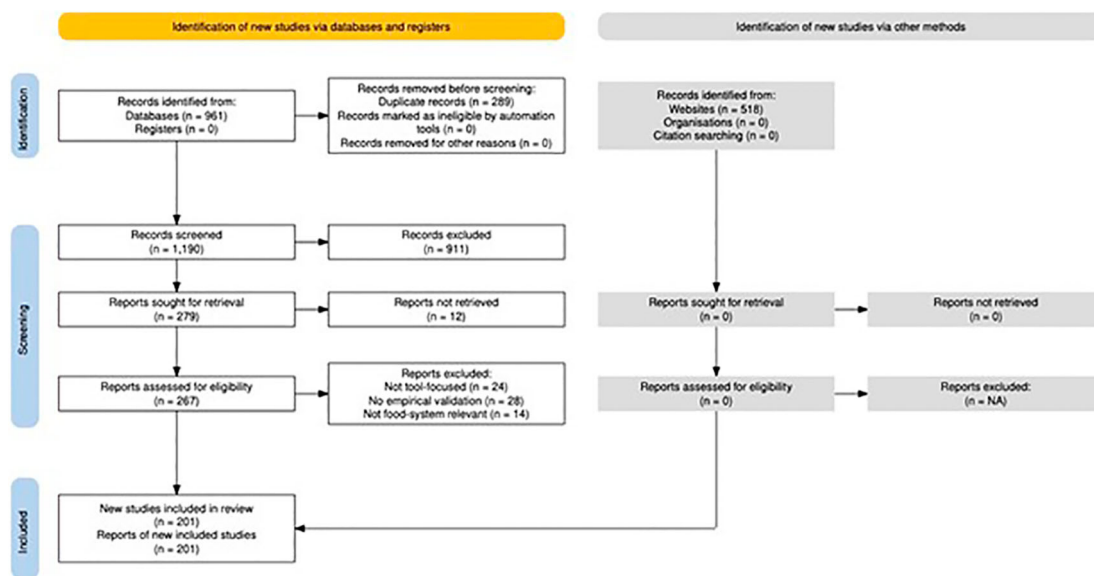 Identification of new studies via databases and registers
Identification of new studies via other methods
Identification
Records identified from:
Databases (n = 961)
Registers (n = 0)
Records removed before screening:
Duplicate records (n = 289)
Records marked as ineligible by automation
tools (n = 0)
Records removed for other reasons (n = 0)
Records identified from:
Websites (n = 518)
Organisations (n = 0)
Citation searching (n = 0)
Screening
Records screened
(n = 1,190)
Records excluded
(n = 911)
Reports sought for retrieval
(n = 279)
Reports not retrieved
(n = 12)
Reports sought for retrieval
(n = 0)
Reports not retrieved
(n = 0)
Reports assessed for eligibility
(n = 267)
Reports excluded:
Not tool-focused (n = 24)
No empirical validation (n = 28)
Not food-system relevant (n = 14)
Reports assessed for eligibility
(n = 0)
Reports excluded:
(n = NA)
Included
New studies included in review
(n = 201)
Reports of new included studies
(n = 201)